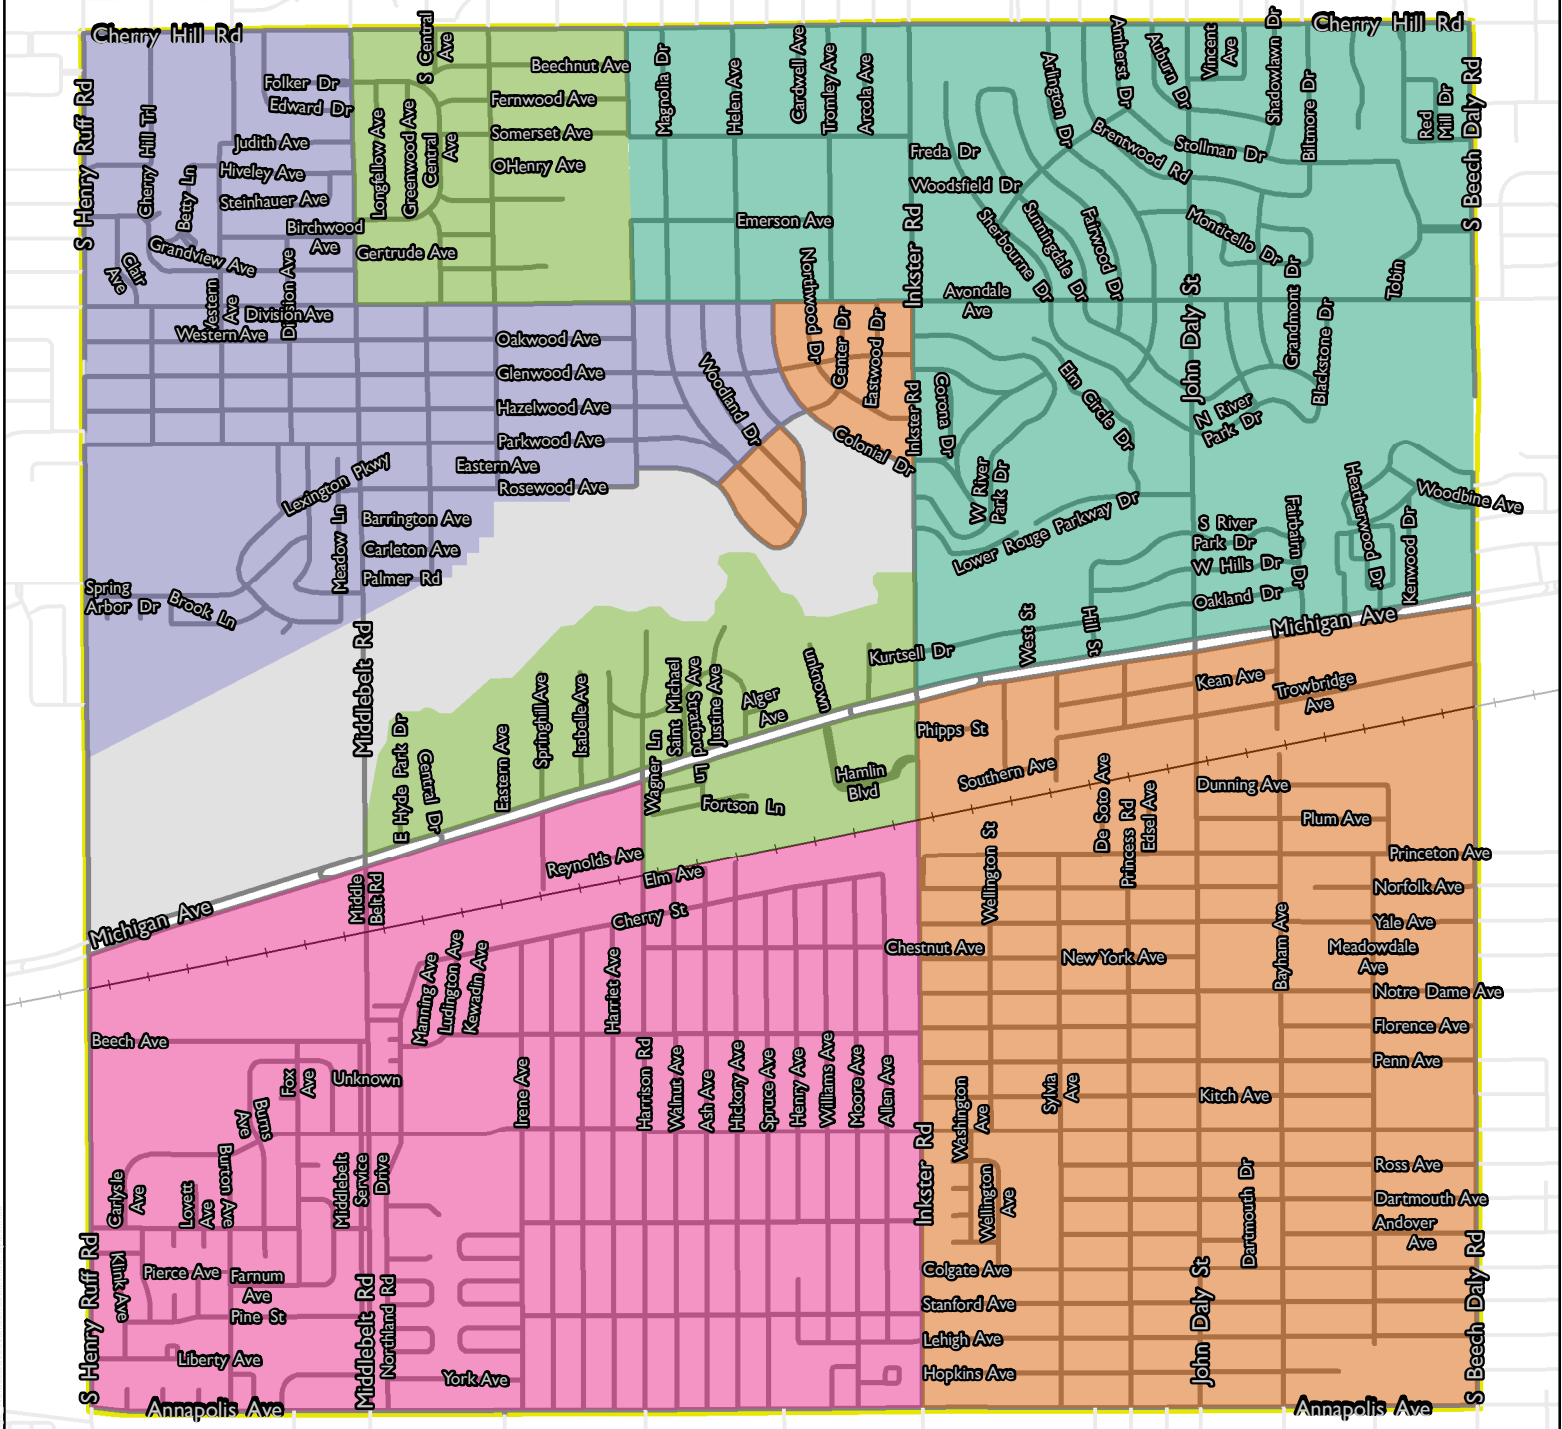 Cherry Hill Rd
Cherry Hill Rd
S Henry Ruff Rd
Folker Dr
Edward Dr
Judith Ave
Hiveley Ave
Steinhauer Ave
Birchwood
Ave
Cherry Hill Trl
Betty Ln
Grandview Ave
Clair
Ave
Western
Ave
Division Ave
Division Ave
Western Ave
S Central
Ave
Longfellow Ave
Greenwood Ave
Central
Ave
Beechnut Ave
Fernwood Ave
Somerset Ave
OHenry Ave
Gertrude Ave
Magnolia Dr
Helen Ave
Cardwell Ave
Tromley Ave
Arcola Ave
Emerson Ave
Freda Dr
Woodsfield Dr
Inkster Rd
Avondale
Ave
Sherbourne Dr
Sunningdale Dr
Fairwood Dr
Arlington Dr
Amherst Dr
Auburn Dr
Vincent
Ave
Shadowlawn Dr
Biltmore Dr
Red
Mill Dr
S Beech Daly Rd
Brentwood Rd
Stollman Dr
Monticello Dr
Tobin
Grandmont Dr
Blackstone Dr
John Daly St
N River
Park Dr
Elm Circle Dr
Corona Dr
Inkster Rd
W River
Park Dr
Lower Rouge Parkway Dr
Northwood Dr
Center Dr
Eastwood Dr
Colonial Dr
Woodland Dr
Oakwood Ave
Glenwood Ave
Hazelwood Ave
Parkwood Ave
Eastern Ave
Rosewood Ave
Lexington Pkwy
Meadow Ln
Barrington Ave
Carleton Ave
Palmer Rd
Spring
Arbor Dr
Brook Ln
Heatherwood Dr
Woodbine Ave
Kenwood Dr
Fairbairn Dr
S River
Park Dr
W Hills Dr
Oakland Dr
Michigan Ave
West St
Hill St
Kurtsell Dr
Middlebelt Rd
E Hyde Park Dr
Central Dr
Eastern Ave
Springhill Ave
Isabelle Ave
Wagner Ln
Saint Michael
Stratford Ln
Ave
Justine Ave
Alger
Ave
unknown
Hamlin
Blvd
Fortson Ln
Phipps St
Kean Ave
Trowbridge
Ave
Southern Ave
De Soto Ave
Princess Rd
Edsel Ave
Wellington St
Dunning Ave
Plum Ave
Princeton Ave
Norfolk Ave
Yale Ave
Meadowdale
Ave
Bayham Ave
New York Ave
Notre Dame Ave
Florence Ave
Penn Ave
Kitch Ave
Ross Ave
Dartmouth Ave
Andover
Ave
Dartmouth Dr
Sylvia
Ave
Washington
Ave
Wellington
Ave
Inkster Rd
Colgate Ave
Stanford Ave
Lehigh Ave
Hopkins Ave
John Daly St
S Beech Daly Rd
Annapolis Ave
Michigan Ave
Middle
Belt Rd
Reynolds Ave
Elm Ave
Cherry St
Chestnut Ave
Manning Ave
Ludington Ave
Kewadin Ave
Harriet Ave
Beech Ave
Fox
Ave
Unknown
Burns
Ave
Irene Ave
Harrison Rd
Walnut Ave
Ash Ave
Hickory Ave
Spruce Ave
Henry Ave
Williams Ave
Moore Ave
Allen Ave
Carlysle
Ave
Lovett
Ave
Burton Ave
Middlebelt
Service
Drive
S Henry Ruff Rd
Klink Ave
Pierce Ave
Farnum
Ave
Pine St
Liberty Ave
Middlebelt Rd
Northland Rd
York Ave
Annapolis Ave